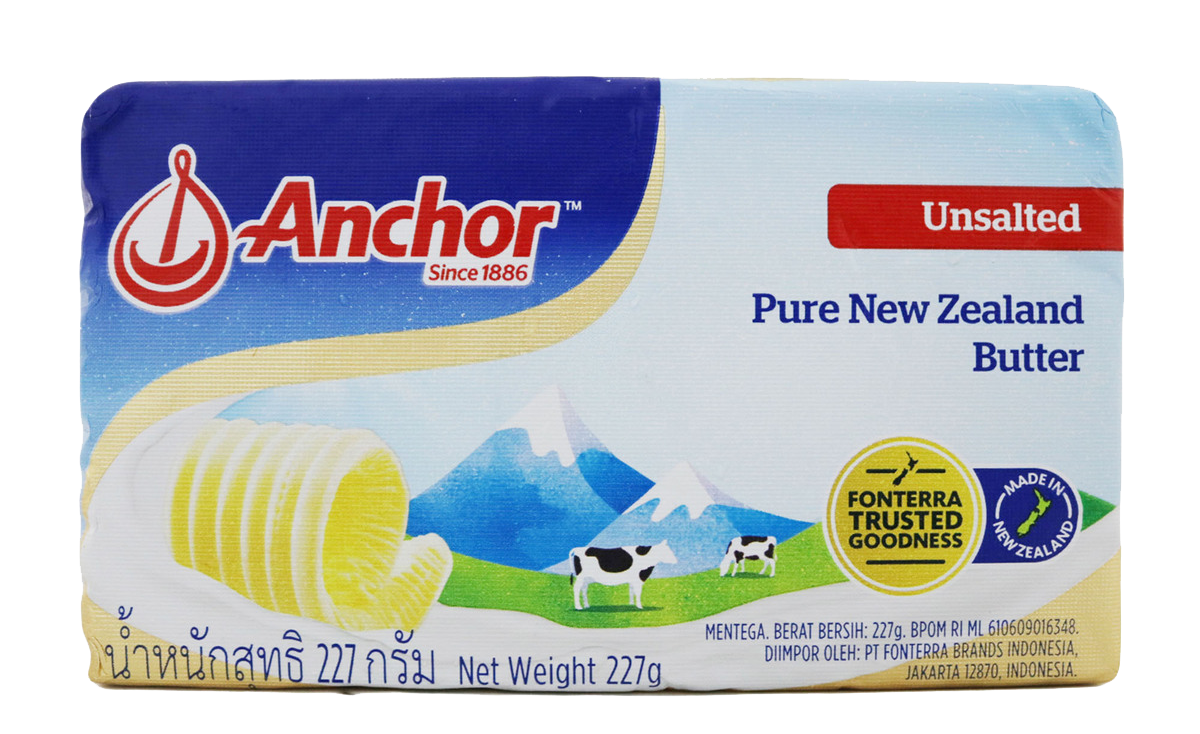 Anchor™
Since 1886
Unsalted
Pure New Zealand
Butter
FONTERRA
TRUSTED
GOODNESS
MADE IN
NEW ZEALAND
น้ำหนักสุทธิ 227 กรัม Net Weight 227g
MENTEGA. BERAT BERSIH: 227g. BPOM RI ML 610609016348.
DIIMPOR OLEH: PT FONTERRA BRANDS INDONESIA,
JAKARTA 12870, INDONESIA.